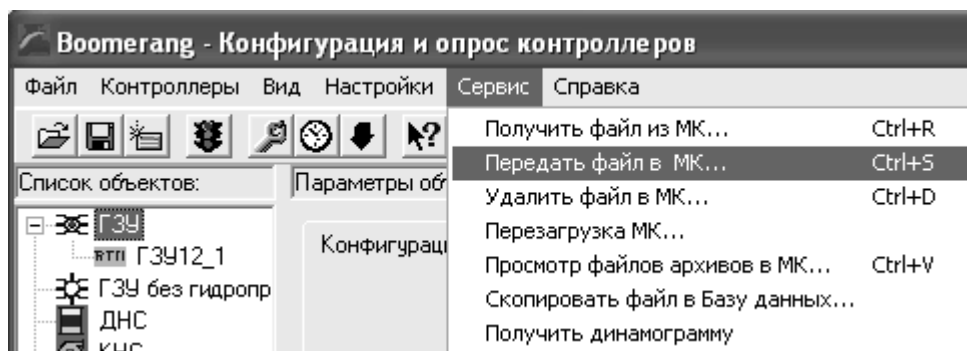 Boomerang - Конфигурация и опрос контроллеров
Файл Контроллеры Вид Настройки Сервис Справка
Получить файл из МК... Ctrl+R
Передать файл в МК... Ctrl+S
Удалить файл в МК... Ctrl+D
Перезагрузка МК...
Просмотр файлов архивов в МК... Ctrl+V
Скопировать файл в Базу данных...
Получить динамограмму
Список объектов:
Параметры об
ГЗУ
RTU ГЗУ12_1
ГЗУ без гидропр
ДНС
КНС
Конфигурац